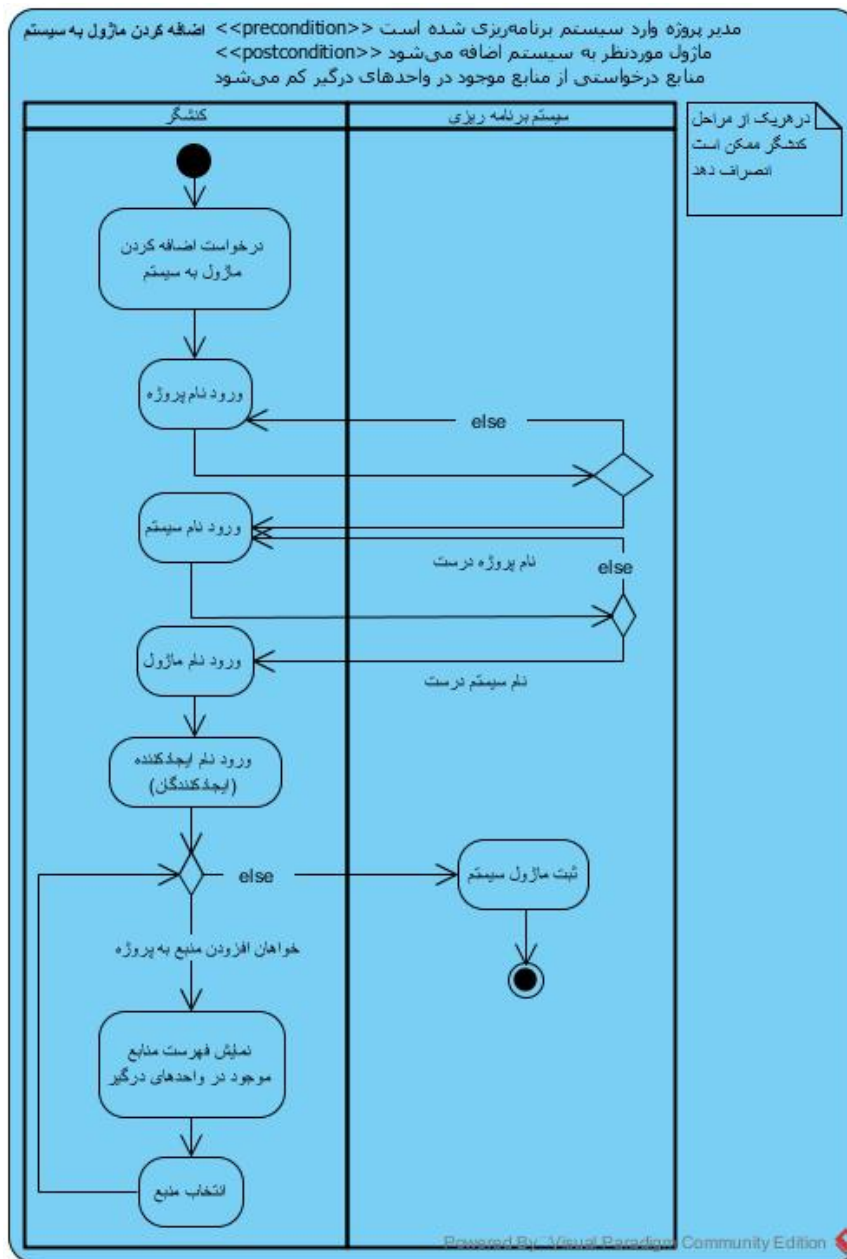 اضافه کردن ماژول به سیستم <<precondition>> مدیر پروژه وارد سیستم برنامه‌ریزی شده است
<<postcondition>> ماژول موردنظر به سیستم اضافه می‌شود
منابع درخواستی از منابع موجود در واحدهای درگیر کم می‌شود
کنشگر
سیستم برنامه ریزی
در هریک از مراحل
کنشگر ممکن است
انصراف دهد
درخواست اضافه کردن
ماژول به سیستم
ورود نام پروژه
else
ورود نام سیستم
نام پروژه درست
else
ورود نام ماژول
نام سیستم درست
ورود نام ایجادکننده
(ایجادکنندگان)
else
ثبت ماژول سیستم
خواهان افزودن منبع به پروژه
نمایش فهرست منابع
موجود در واحدهای درگیر
انتخاب منبع
Powered By Visual Paradigm Community Edition